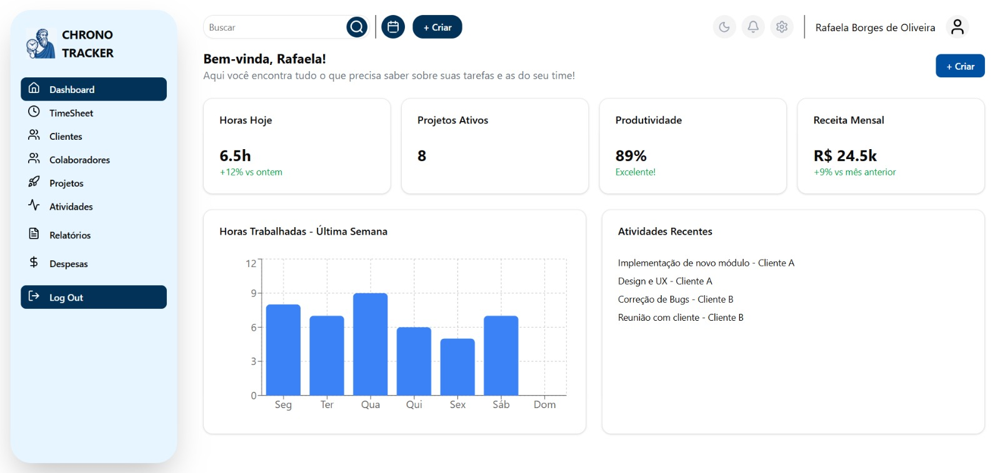 CHRONO
TRACKER
Dashboard
TimeSheet
Clientes
Colaboradores
Projetos
Atividades
Relatórios
Despesas
Log Out
Buscar
+ Criar
Rafaela Borges de Oliveira
Bem-vinda, Rafaela!
Aqui você encontra tudo o que precisa saber sobre suas tarefas e as do seu time!
+ Criar
Horas Hoje
6.5h
+12% vs ontem
Projetos Ativos
8
Produtividade
89%
Excelente!
Receita Mensal
R$ 24.5k
+9% vs mês anterior
Horas Trabalhadas - Última Semana
12
9
6
3
0
Seg Ter Qua Qui Sex Sáb Dom
Atividades Recentes
Implementação de novo módulo - Cliente A
Design e UX - Cliente A
Correção de Bugs - Cliente B
Reunião com cliente - Cliente B